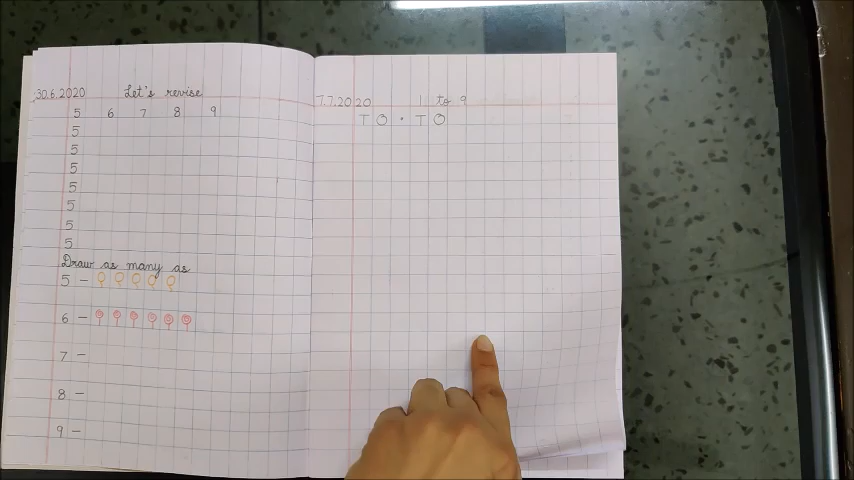 30.6.2020 Let's revise
5 6 7 8 9
5
5
5
5
5
5
5
Draw as many as
5 -
6 -
7 -
8 -
9 -
7.7.2020 1 to 9
T O · T O